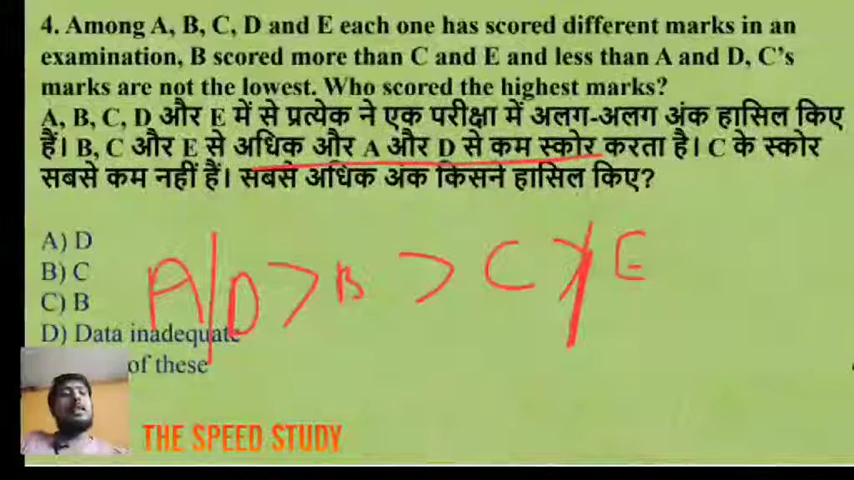 4. Among A, B, C, D and E each one has scored different marks in an
examination, B scored more than C and E and less than A and D, C's
marks are not the lowest. Who scored the highest marks?
A, B, C, D और E में से प्रत्येक ने एक परीक्षा में अलग-अलग अंक हासिल किए
हैं। B, C और E से अधिक और A और D से कम स्कोर करता है। C के स्कोर
सबसे कम नहीं हैं। सबसे अधिक अंक किसने हासिल किए?
A) D
B) C
C) B
A/D > B > C > E
D) Data inadequate
of these
THE SPEED STUDY